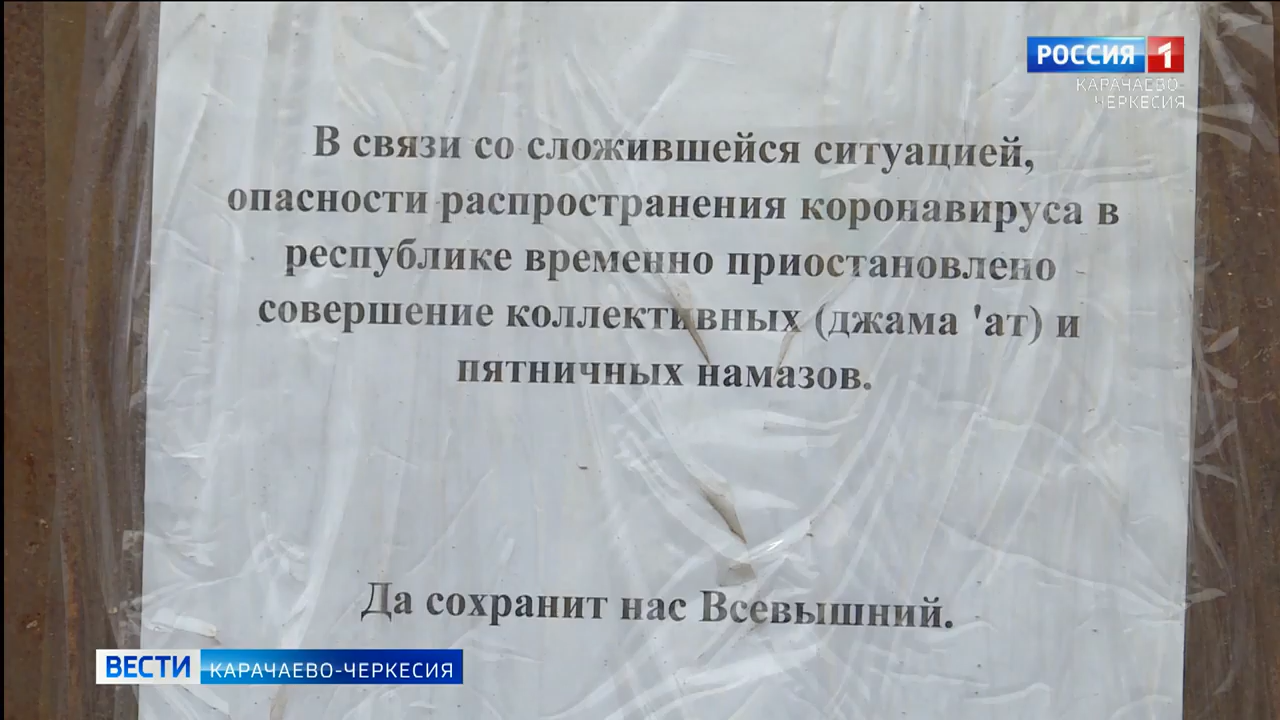 РОССИЯ 1
КАРАЧАЕВО-
ЧЕРКЕСИЯ
В связи со сложившейся ситуацией,
опасности распространения коронавируса в
республике временно приостановлено
совершение коллективных (джама 'ат) и
пятничных намазов.
Да сохранит нас Всевышний.
ВЕСТИ КАРАЧАЕВО-ЧЕРКЕСИЯ